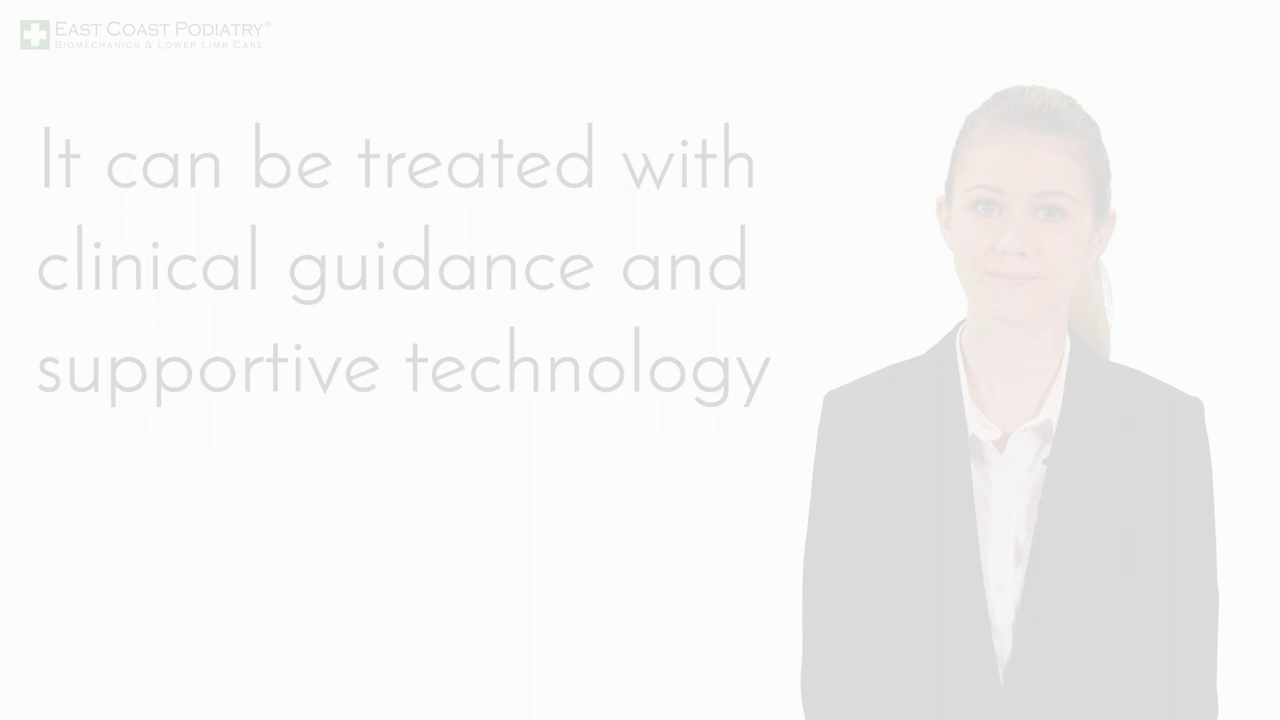 East Coast Podiatry®
Biomechanics & Lower Limb Care
It can be treated with
clinical guidance and
supportive technology